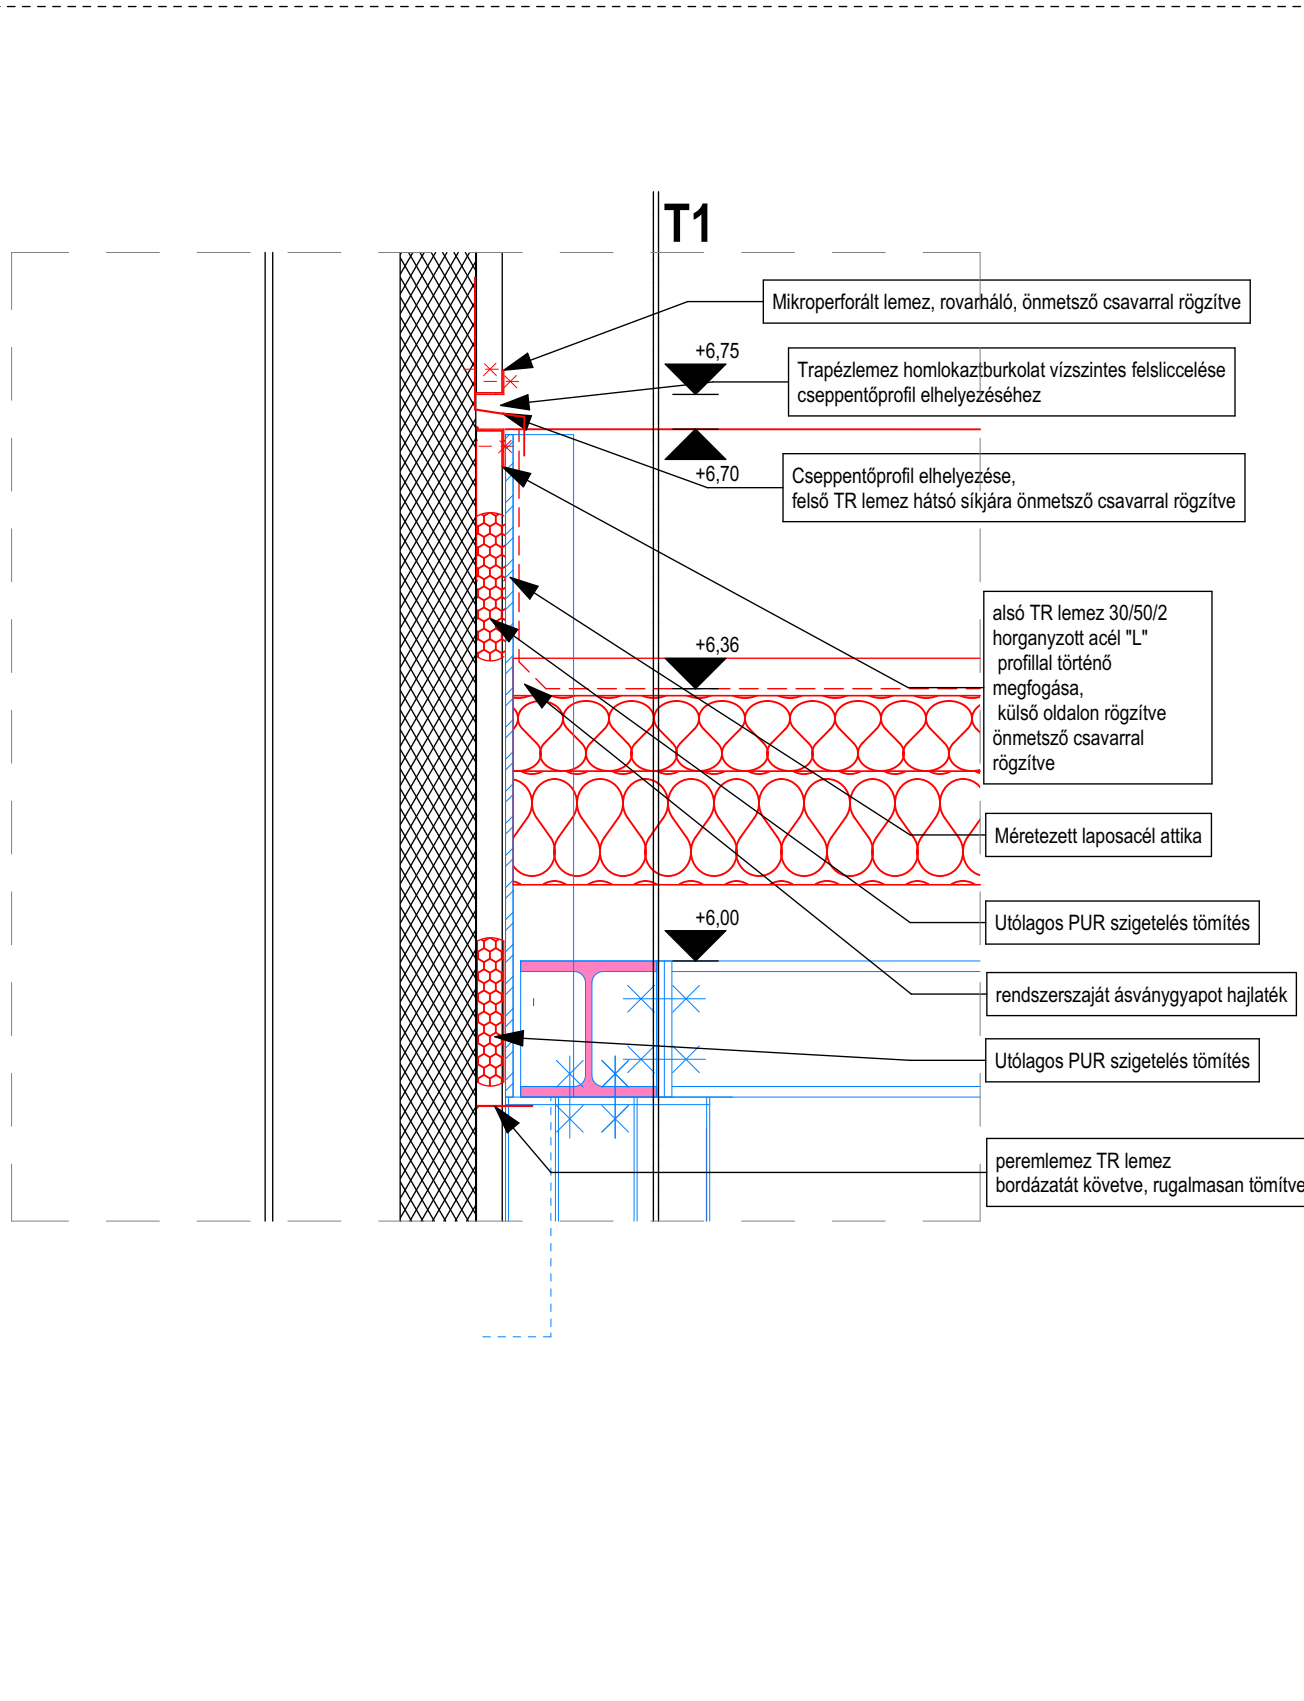 T1
Mikroperforált lemez, rovarháló, önmetsző csavarral rögzítve
+6,75
Trapézlemez homlokaztburkolat vízszintes felsliccelése
cseppentőprofil elhelyezéséhez
+6,70
Cseppentőprofil elhelyezése,
felső TR lemez hátsó síkjára önmetsző csavarral rögzítve
alsó TR lemez 30/50/2
horganyzott acél "L"
profillal történő
megfogása,
külső oldalon rögzítve
önmetsző csavarral
rögzítve
+6,36
Méretezett laposacél attika
+6,00
Utólagos PUR szigetelés tömítés
rendszerszaját ásványgyapot hajlaték
Utólagos PUR szigetelés tömítés
peremlemez TR lemez
bordázatát követve, rugalmasan tömítve